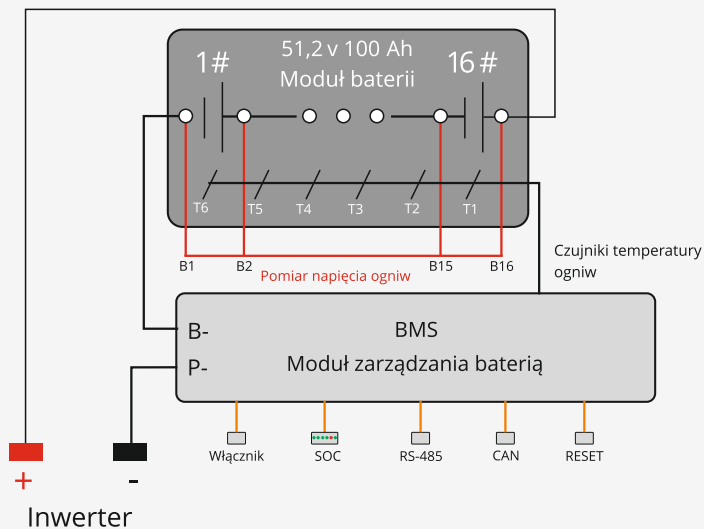 51,2 v 100 Ah
1#
16 #
Moduł baterii
T6
T5
T4
T3
T2
T1
B1
B2
B15
B16
Pomiar napięcia ogniw
Czujniki temperatury
ogniw
B-
BMS
P-
Moduł zarządzania baterią
Włącznik
SOC
RS-485
CAN
RESET
+
-
Inwerter